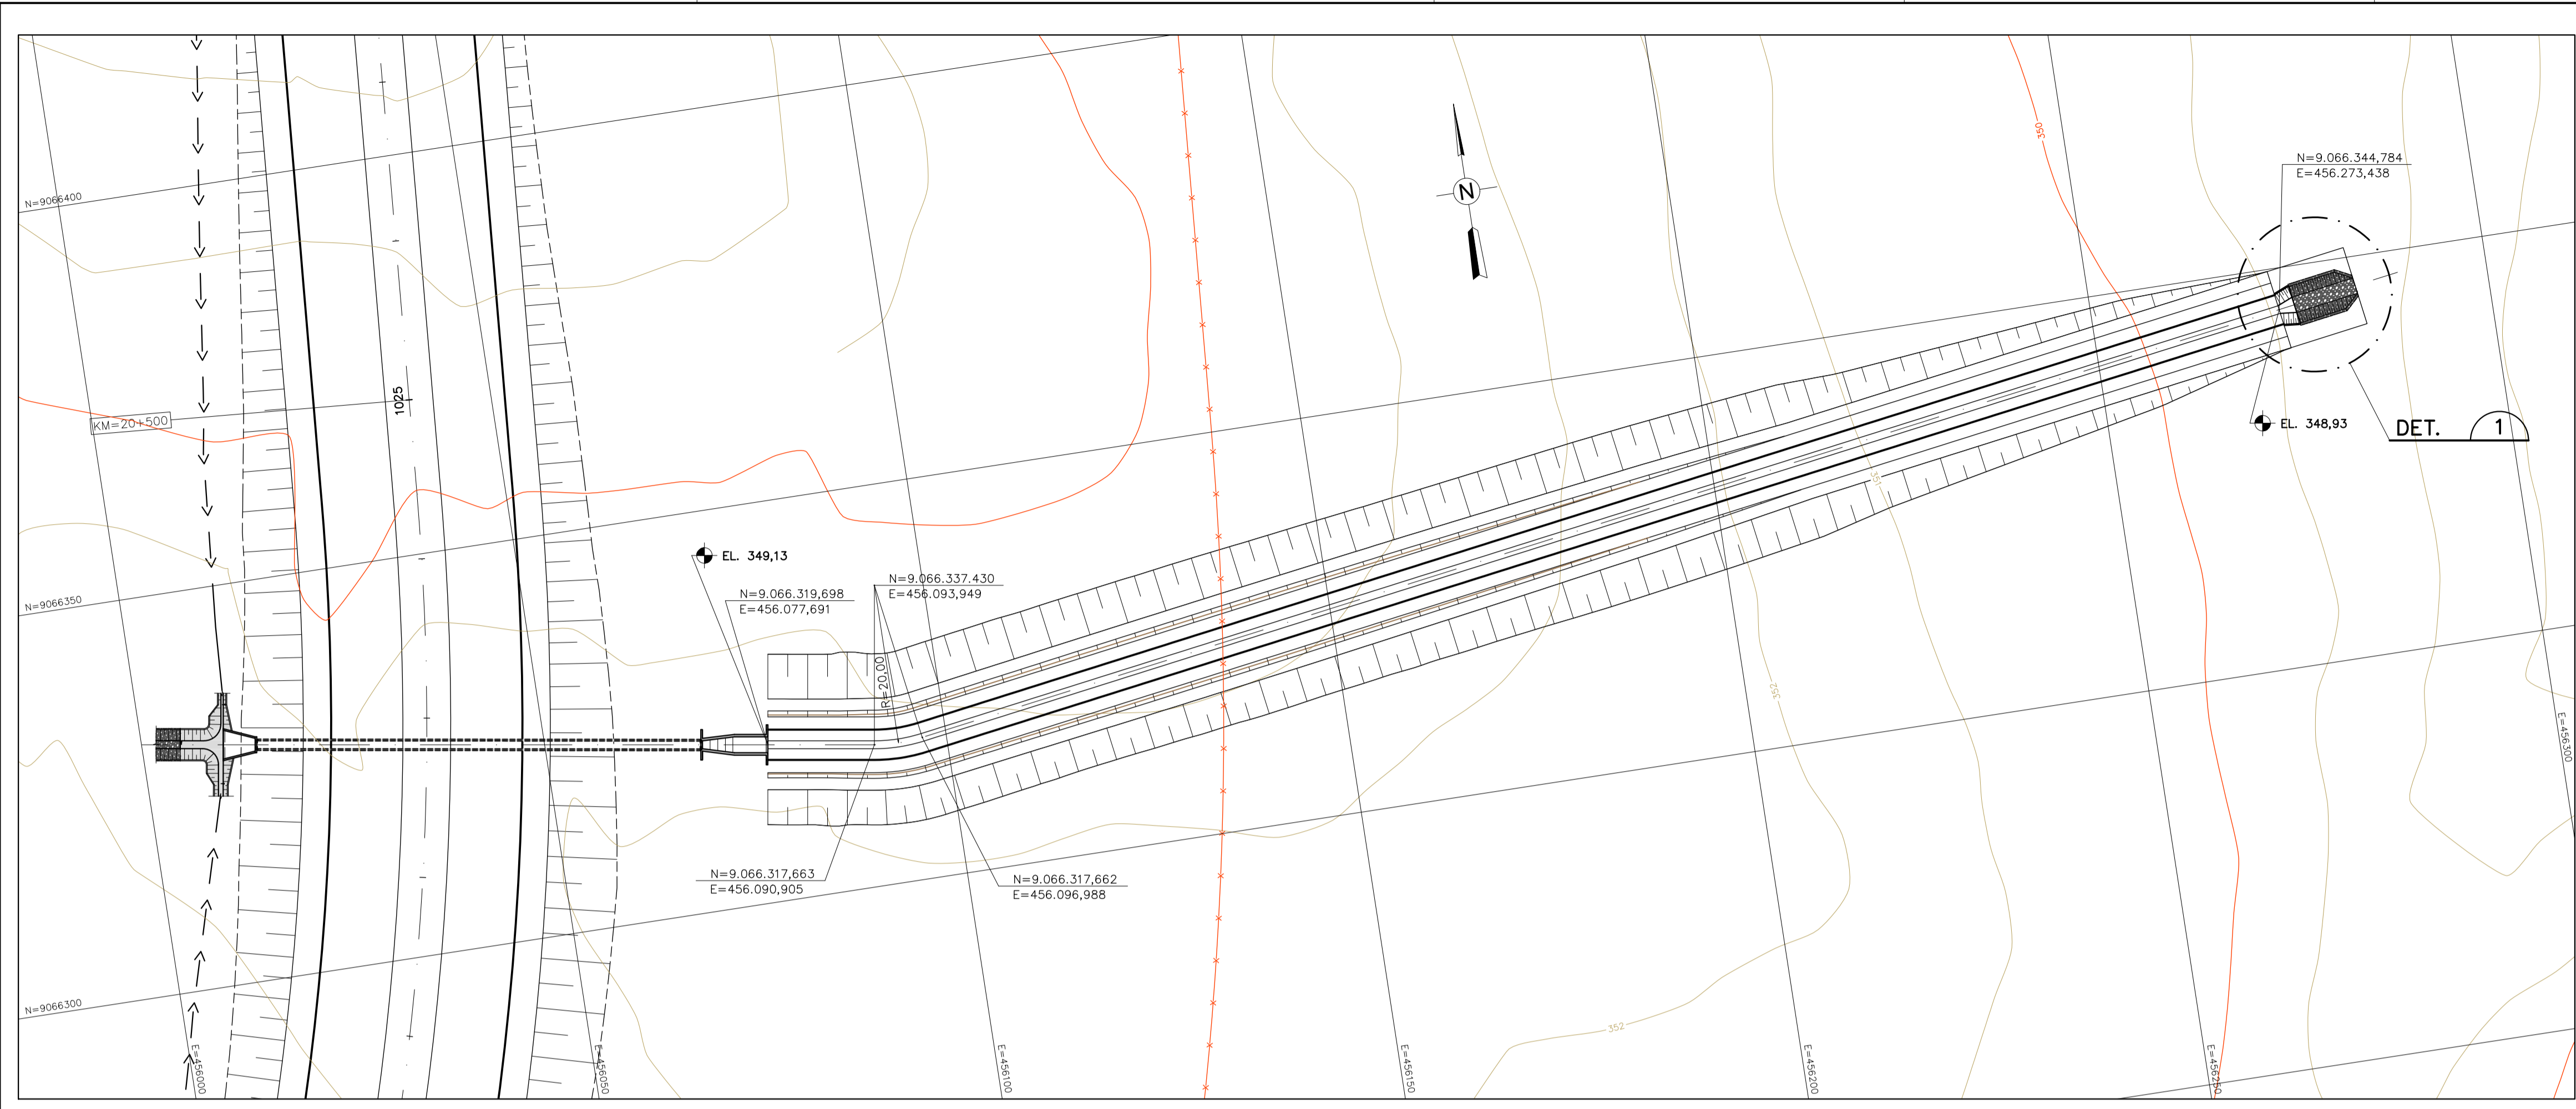 N=9066400
N
350
N=9.066.344,784
E=456.273,438
KM=20+500
1025
EL. 348,93
DET. 1
351
EL. 349,13
N=9.066.337.430
E=456.093,949
N=9.066.319,698
E=456.077,691
N=9066350
R=20,00
352
E=456300
N=9.066.317,663
E=456.090,905
N=9.066.317,662
E=456.096,988
N=9066300
352
E=456000
E=456050
E=456100
E=456150
E=456200
E=456250